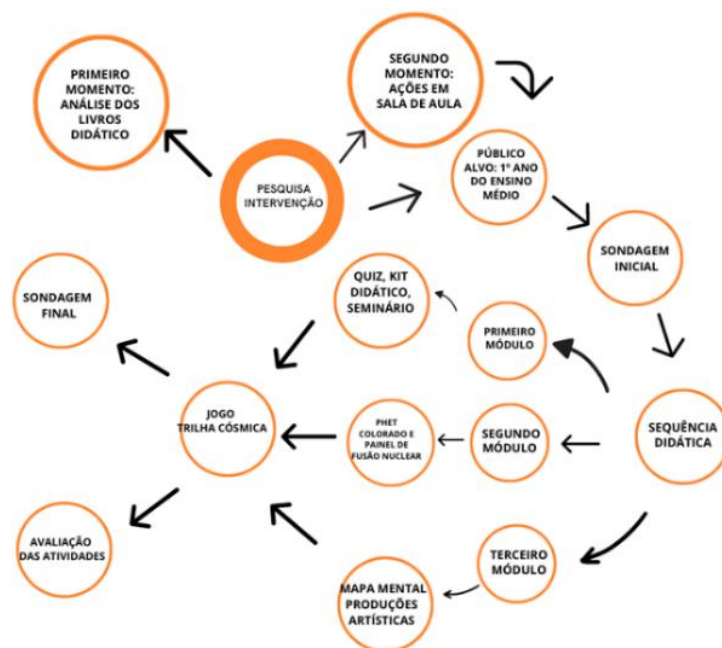 PRIMEIRO
MOMENTO:
ANÁLISE DOS
LIVROS
DIDÁTICO
SEGUNDO
MOMENTO:
AÇÕES EM
SALA DE AULA
PESQUISA
INTERVENÇÃO
PÚBLICO
ALVO: 1º ANO
DO ENSINO
MÉDIO
SONDAGEM
INICIAL
SEQUÊNCIA
DIDÁTICA
PRIMEIRO
MÓDULO
QUIZ, KIT
DIDÁTICO,
SEMINÁRIO
SEGUNDO
MÓDULO
PHET
COLORADO E
PAINEL DE
FUSÃO NUCLEAR
TERCEIRO
MÓDULO
MAPA MENTAL
PRODUÇÕES
ARTÍSTICAS
JOGO
TRILHA CÓSMICA
SONDAGEM
FINAL
AVALIAÇÃO
DAS ATIVIDADES